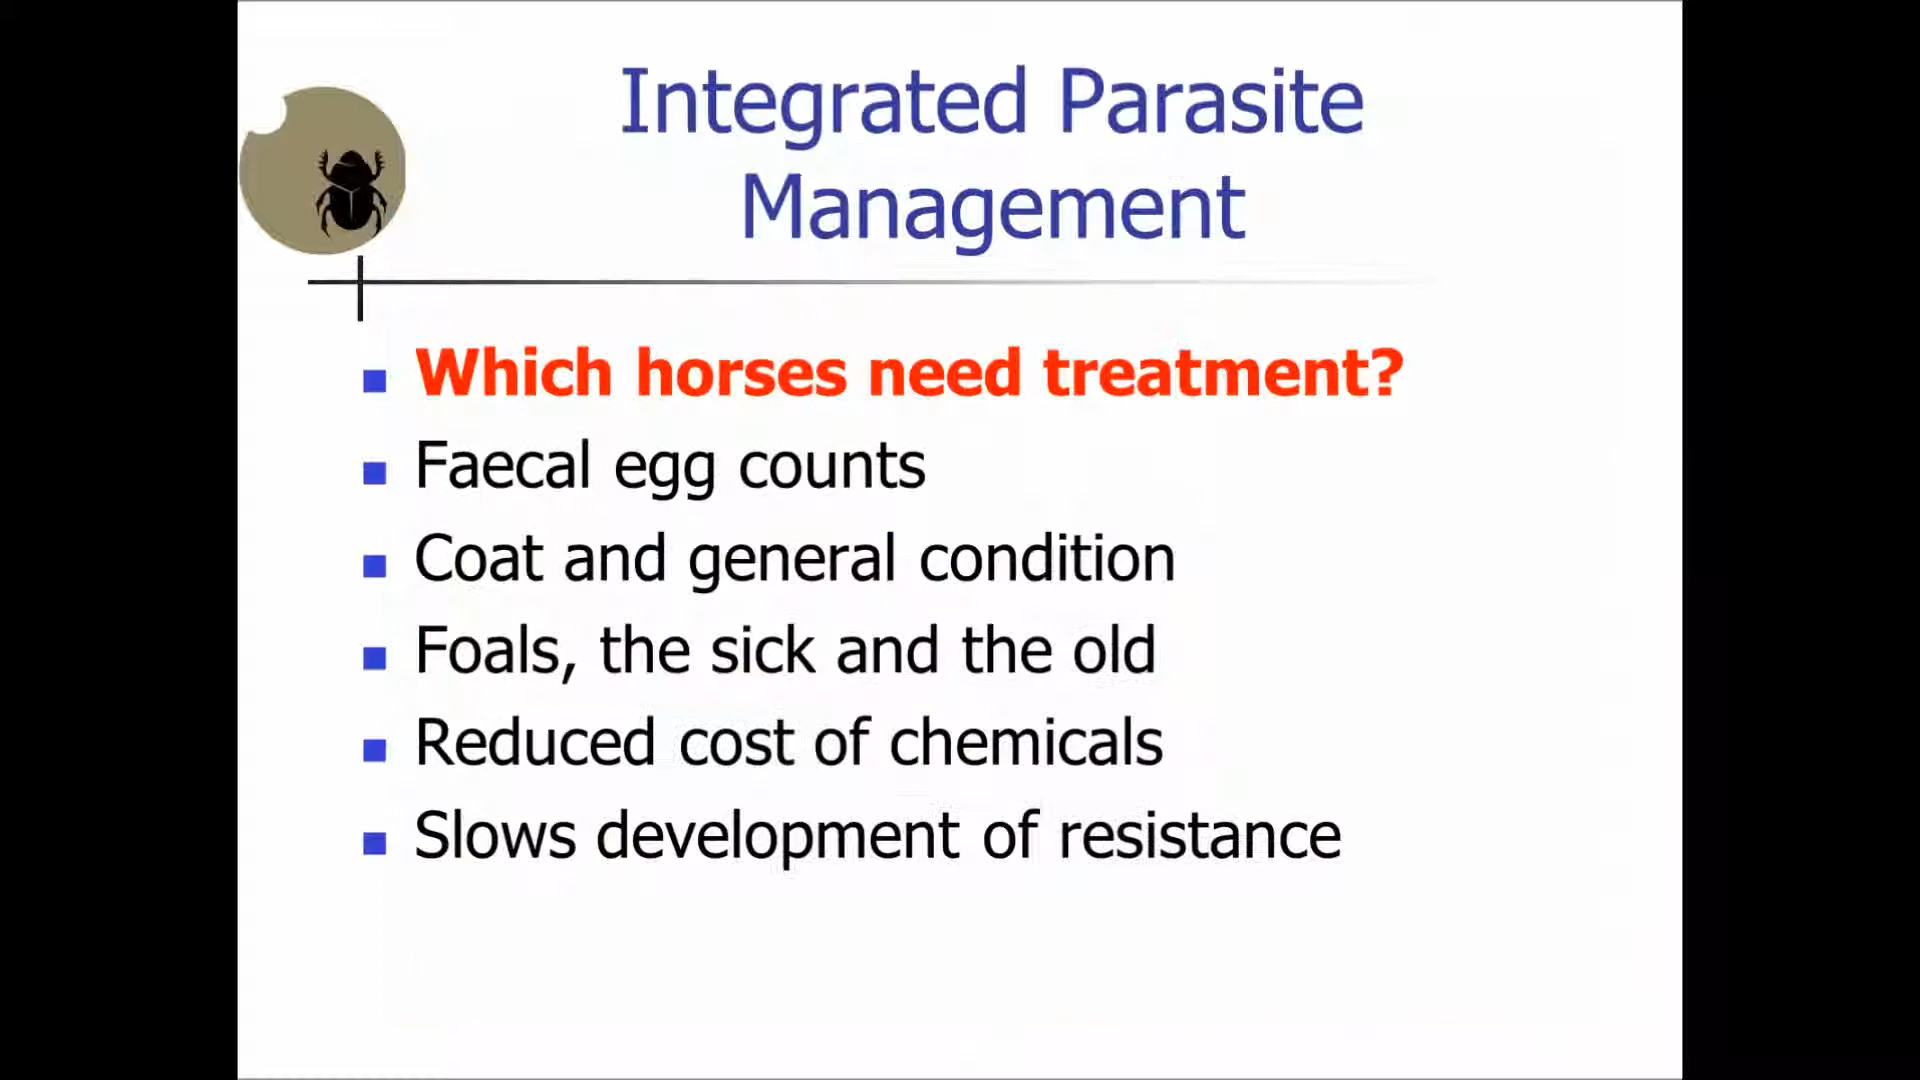 Integrated Parasite
Management
Which horses need treatment?
Faecal egg counts
Coat and general condition
Foals, the sick and the old
Reduced cost of chemicals
Slows development of resistance